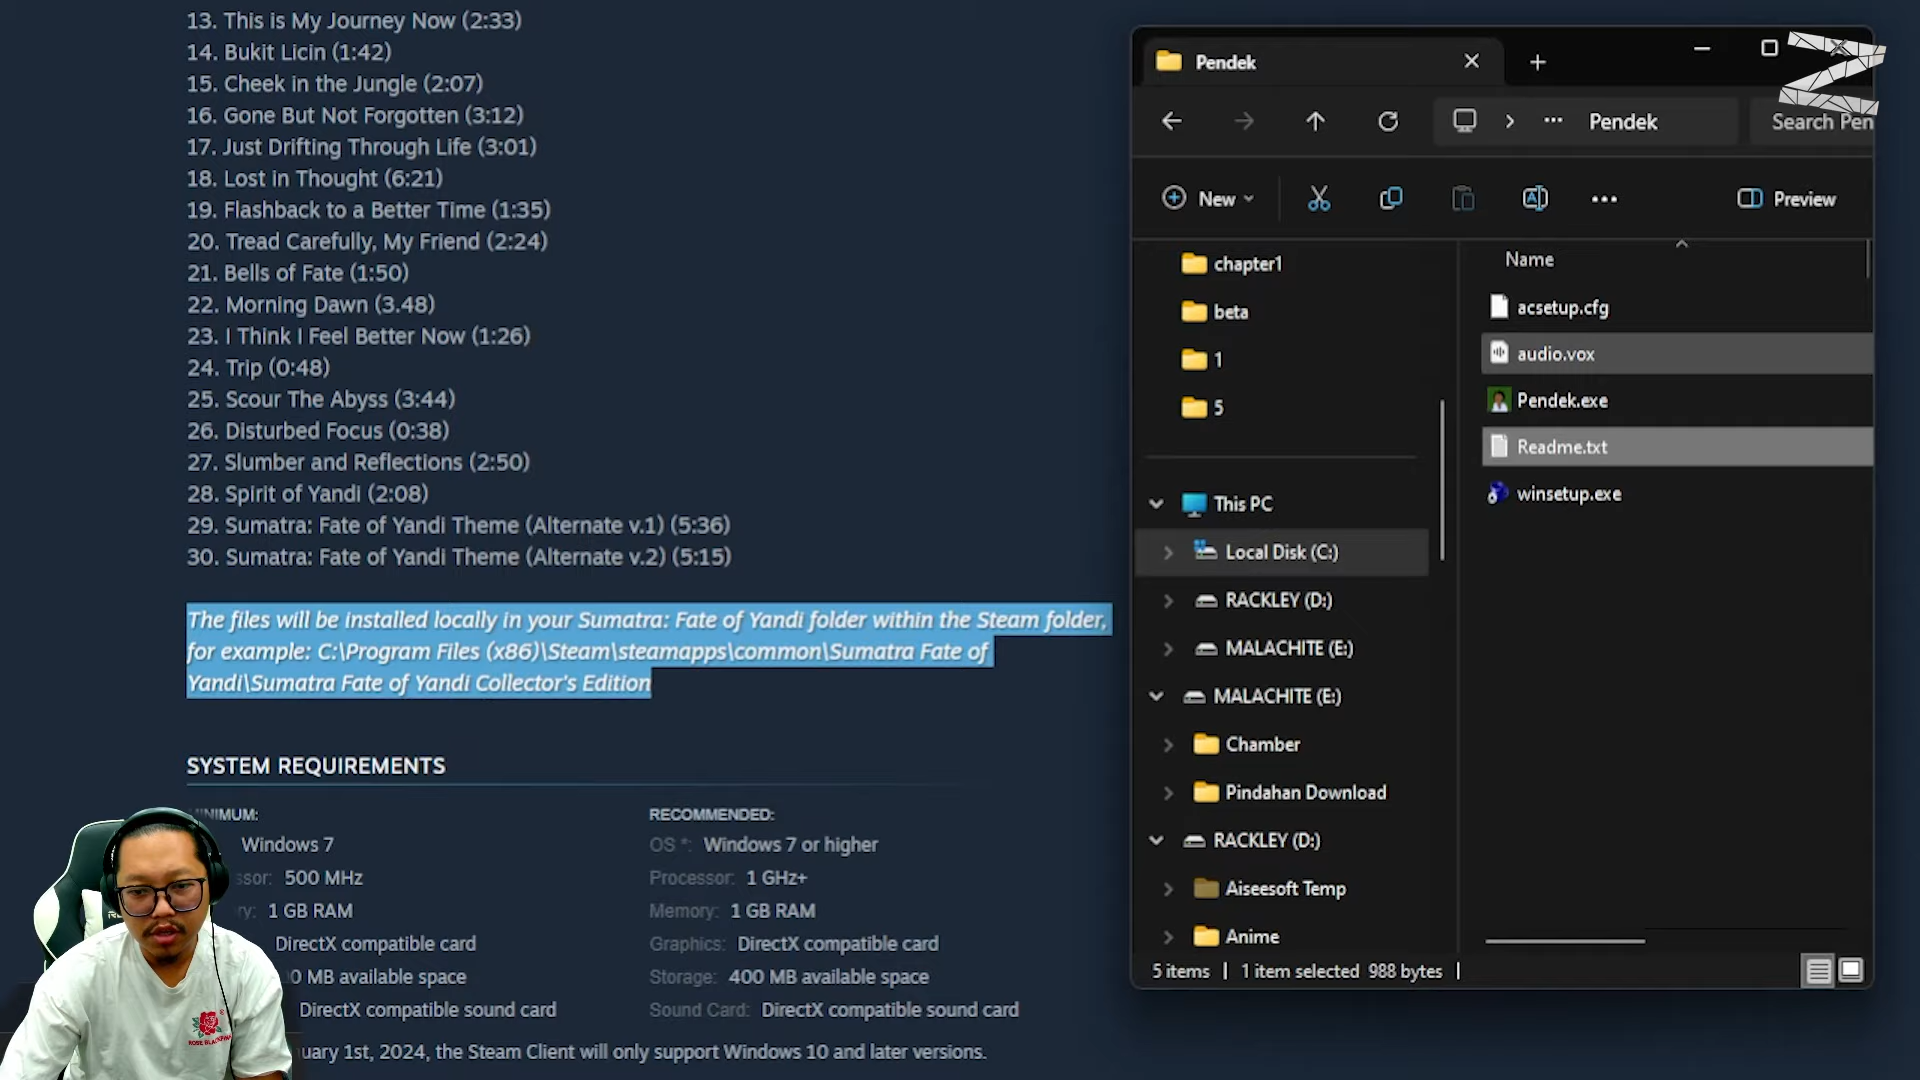 13. This is My Journey Now (2:33)
14. Bukit Licin (1:42)
15. Cheek in the Jungle (2:07)
16. Gone But Not Forgotten (3:12)
17. Just Drifting Through Life (3:01)
18. Lost in Thought (6:21)
19. Flashback to a Better Time (1:35)
20. Tread Carefully, My Friend (2:24)
21. Bells of Fate (1:50)
22. Morning Dawn (3.48)
23. I Think I Feel Better Now (1:26)
24. Trip (0:48)
25. Scour The Abyss (3:44)
26. Disturbed Focus (0:38)
27. Slumber and Reflections (2:50)
28. Spirit of Yandi (2:08)
29. Sumatra: Fate of Yandi Theme (Alternate v.1) (5:36)
30. Sumatra: Fate of Yandi Theme (Alternate v.2) (5:15)
The files will be installed locally in your Sumatra: Fate of Yandi folder within the Steam folder,
for example: C:\Program Files (x86)\Steam\steamapps\common\Sumatra Fate of
Yandi\Sumatra Fate of Yandi Collector's Edition
SYSTEM REQUIREMENTS
INIMUM:
Windows 7
ssor: 500 MHz
ry: 1 GB RAM
DirectX compatible card
0 MB available space
DirectX compatible sound card
RECOMMENDED:
OS *: Windows 7 or higher
Processor: 1 GHz+
Memory: 1 GB RAM
Graphics: DirectX compatible card
Storage: 400 MB available space
Sound Card: DirectX compatible sound card
uary 1st, 2024, the Steam Client will only support Windows 10 and later versions.
Pendek
Pendek
Search Pen
New
Preview
chapter1
beta
1
5
This PC
Local Disk (C:)
RACKLEY (D:)
MALACHITE (E:)
MALACHITE (E:)
Chamber
Pindahan Download
RACKLEY (D:)
Aiseesoft Temp
Anime
Name
acsetup.cfg
audio.vox
Pendek.exe
Readme.txt
winsetup.exe
5 items
1 item selected 988 bytes